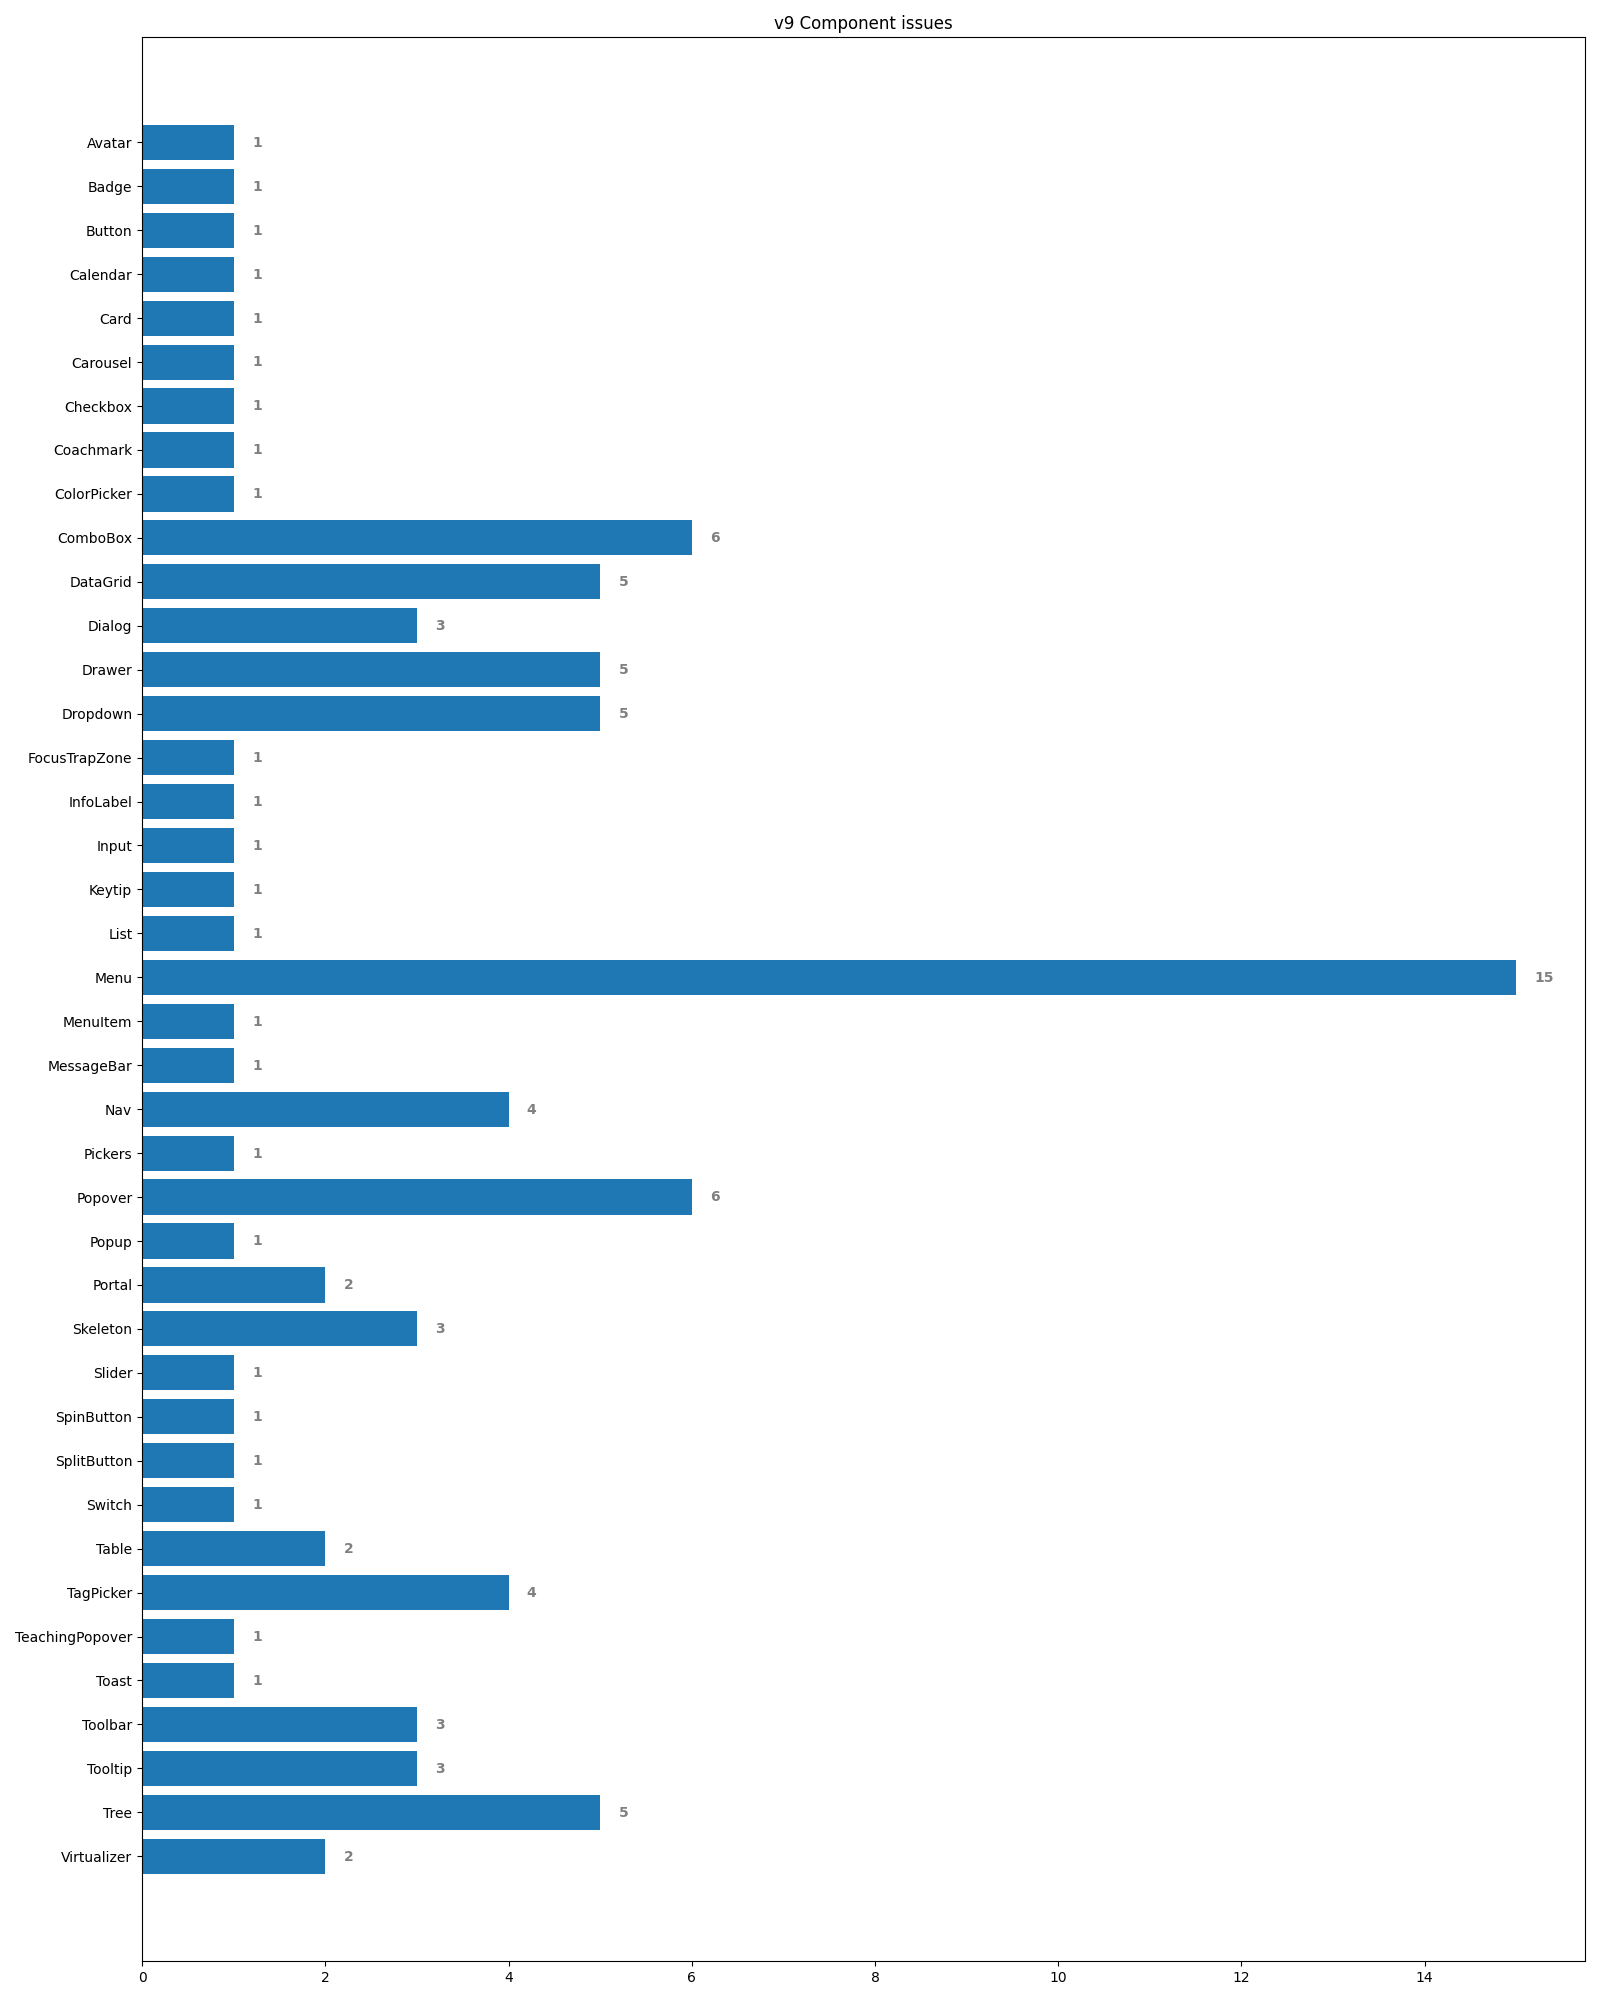 v9 Component issues
Avatar 1
Badge 1
Button 1
Calendar 1
Card 1
Carousel 1
Checkbox 1
Coachmark 1
ColorPicker 1
ComboBox 6
DataGrid 5
Dialog 3
Drawer 5
Dropdown 5
FocusTrapZone 1
InfoLabel 1
Input 1
Keytip 1
List 1
Menu 15
MenuItem 1
MessageBar 1
Nav 4
Pickers 1
Popover 6
Popup 1
Portal 2
Skeleton 3
Slider 1
SpinButton 1
SplitButton 1
Switch 1
Table 2
TagPicker 4
TeachingPopover 1
Toast 1
Toolbar 3
Tooltip 3
Tree 5
Virtualizer 2
0 2 4 6 8 10 12 14